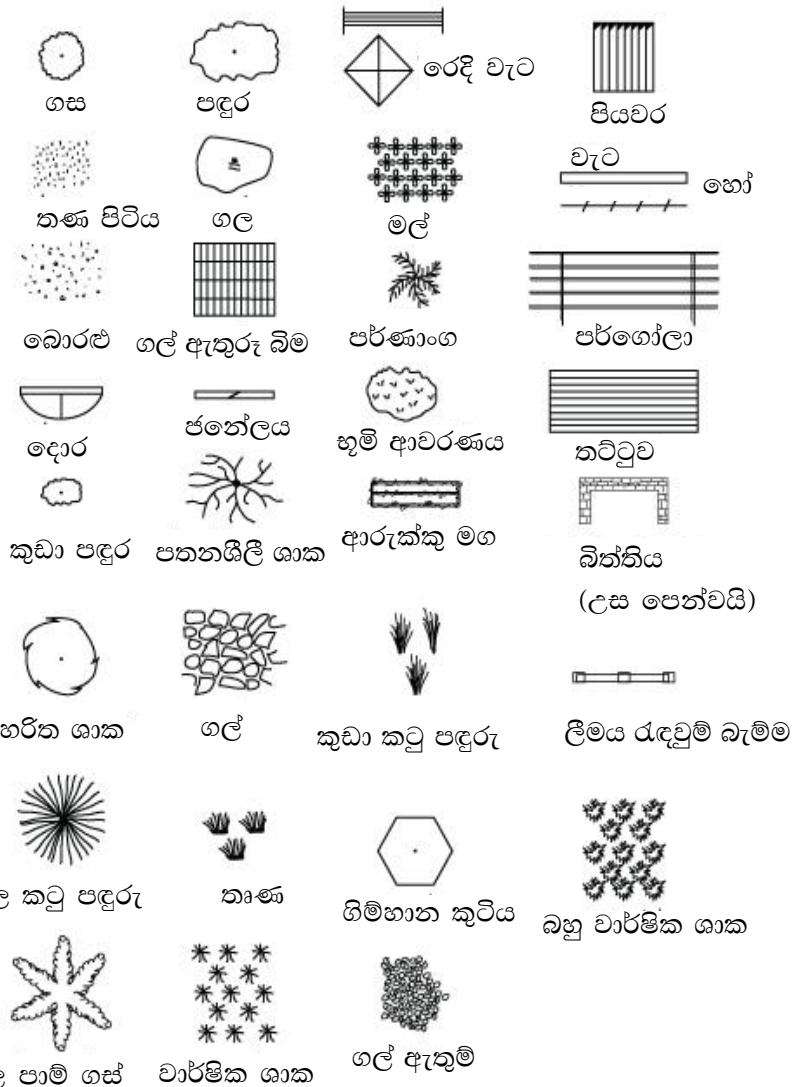 රෙදි වැට
ගස
පඳුර
පියවර
වැට
හෝ
තණ පිටිය
ගල
මල්
බොරළු
ගල් ඇතුරූ බිම
පර්ණාංග
පර්ගෝලා
දොර
ජනේලය
භූමි ආවරණය
තට්ටුව
කුඩා පඳුර
පතනශීලී ශාක
ආරුක්කු මග
බිත්තිය
(උස පෙන්වයි)
හරිත ශාක
ගල්
කුඩා කටු පඳුරු
ලීමය රැඳවුම් බැම්ම
කටු පඳුරු
තෘණ
ගිම්හාන කුටිය
බහු වාර්ෂික ශාක
පාම් ගස්
වාර්ෂික ශාක
ගල් ඇතුම්